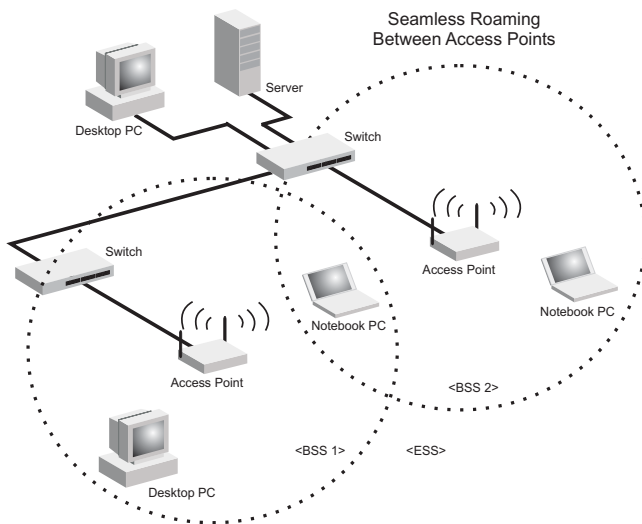 Seamless Roaming
Between Access Points
Server
Desktop PC
Switch
Switch
Access Point
Notebook PC
Notebook PC
Access Point
<BSS 2>
<BSS 1>
<ESS>
Desktop PC